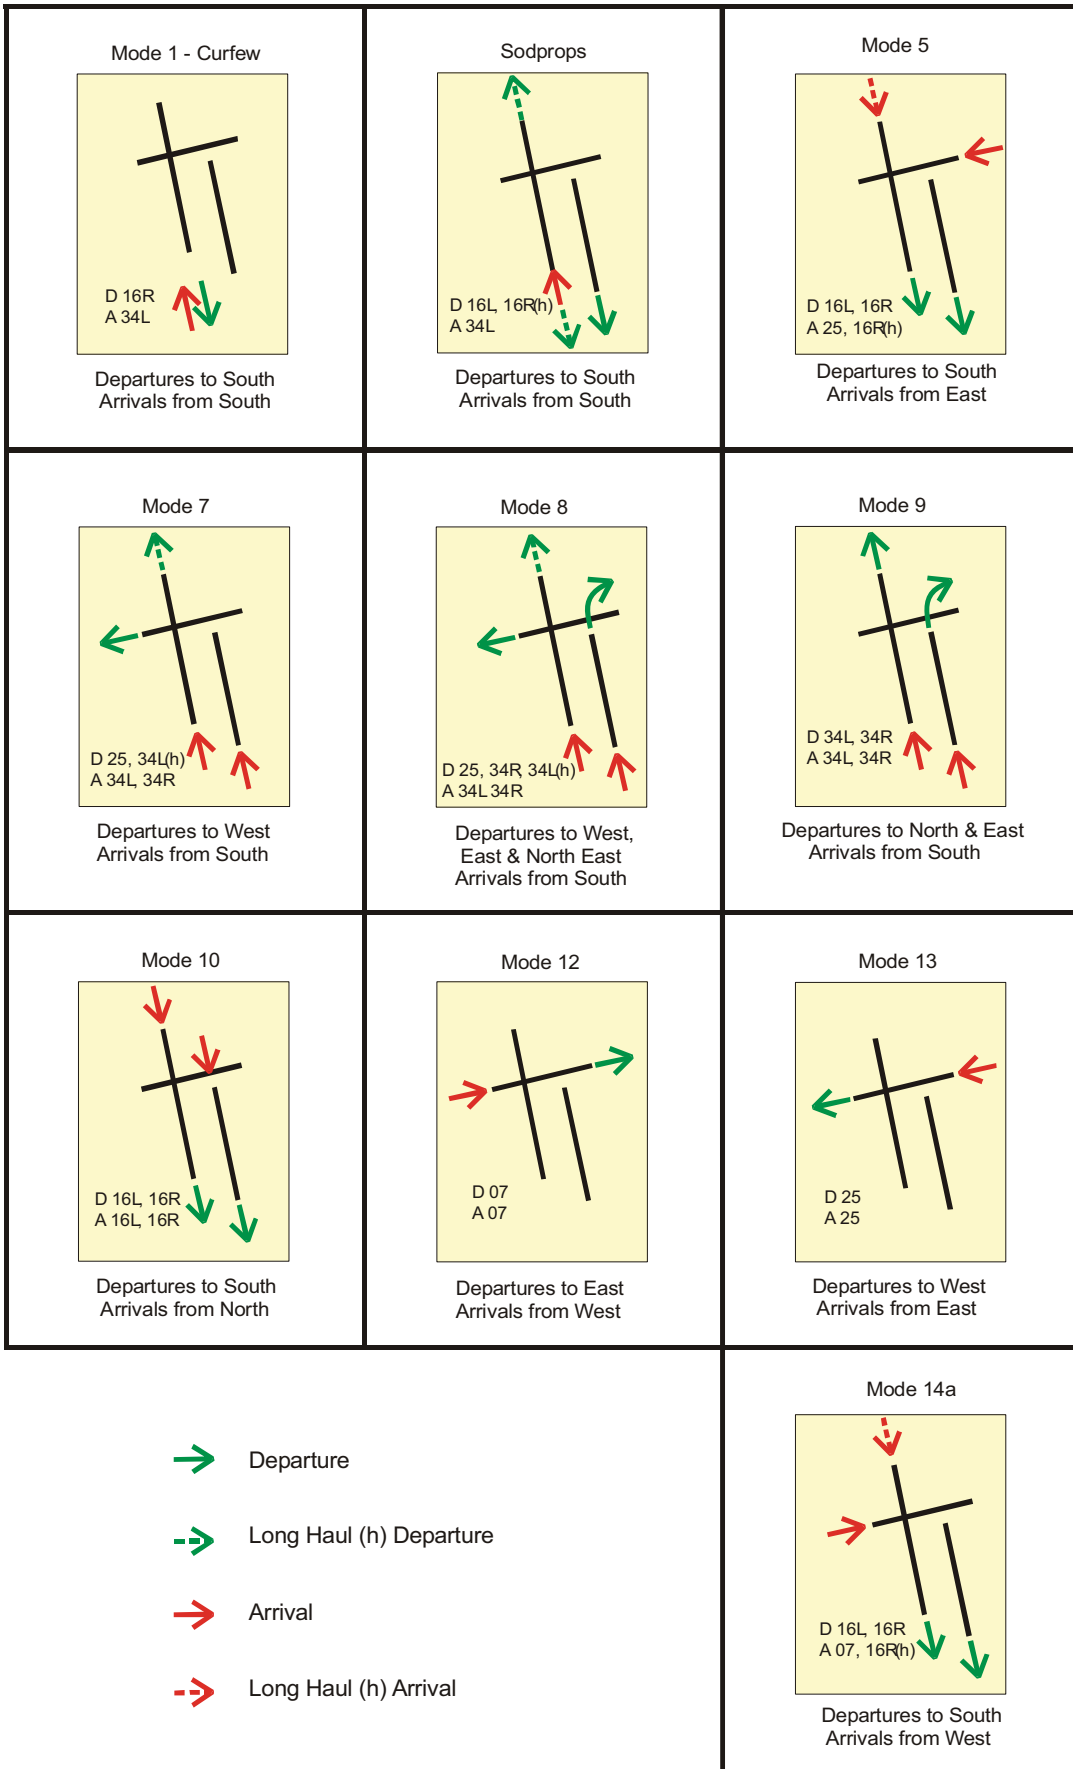 Mode 1 - Curfew
D 16R
A 34L
Departures to South
Arrivals from South
Sodprops
D 16L, 16R(h)
A 34L
Departures to South
Arrivals from South
Mode 5
D 16L, 16R
A 25, 16R(h)
Departures to South
Arrivals from East
Mode 7
D 25, 34L(h)
A 34L, 34R
Departures to West
Arrivals from South
Mode 8
D 25, 34R, 34L(h)
A 34L 34R
Departures to West,
East & North East
Arrivals from South
Mode 9
D 34L, 34R
A 34L, 34R
Departures to North & East
Arrivals from South
Mode 10
D 16L, 16R
A 16L, 16R
Departures to South
Arrivals from North
Mode 12
D 07
A 07
Departures to East
Arrivals from West
Mode 13
D 25
A 25
Departures to West
Arrivals from East
Departure
Long Haul (h) Departure
Arrival
Long Haul (h) Arrival
Mode 14a
D 16L, 16R
A 07, 16R(h)
Departures to South
Arrivals from West